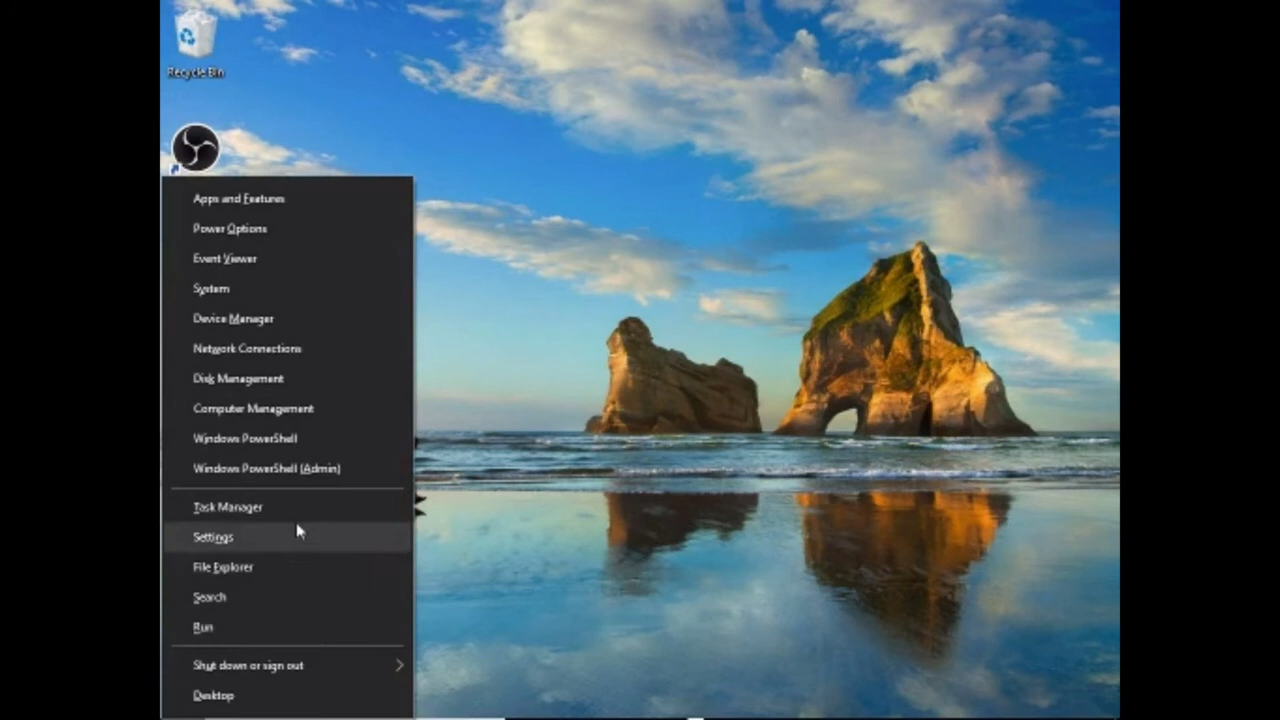 Recycle Bin
Apps and Features
Power Options
Event Viewer
System
Device Manager
Network Connections
Disk Management
Computer Management
Windows PowerShell
Windows PowerShell (Admin)
Task Manager
Settings
File Explorer
Search
Run
Shut down or sign out
Desktop